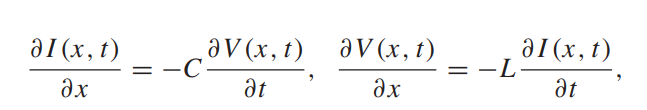 ∂I(x, t)/∂x = −C ∂V(x, t)/∂t, ∂V(x, t)/∂x = −L ∂I(x, t)/∂t,